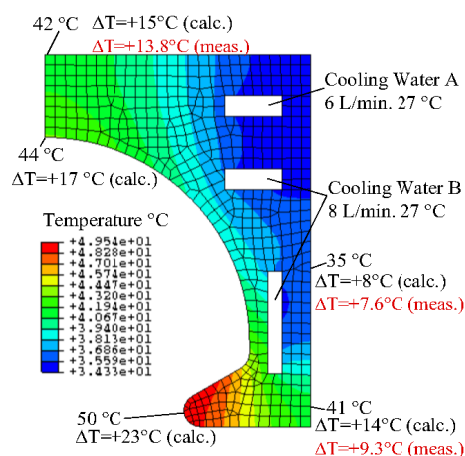 42 °C
ΔT=+15°C (calc.)
ΔT=+13.8°C (meas.)
Cooling Water A
6 L/min. 27 °C
44 °C
ΔT=+17 °C (calc.)
Cooling Water B
8 L/min. 27 °C
Temperature °C
+4.954e+01
+4.828e+01
+4.701e+01
+4.574e+01
+4.447e+01
+4.320e+01
+4.194e+01
+4.067e+01
+3.940e+01
+3.813e+01
+3.686e+01
+3.559e+01
+3.433e+01
35 °C
ΔT=+8°C (calc.)
ΔT=+7.6°C (meas.)
50 °C
ΔT=+23°C (calc.)
41 °C
ΔT=+14°C (calc.)
ΔT=+9.3°C (meas.)